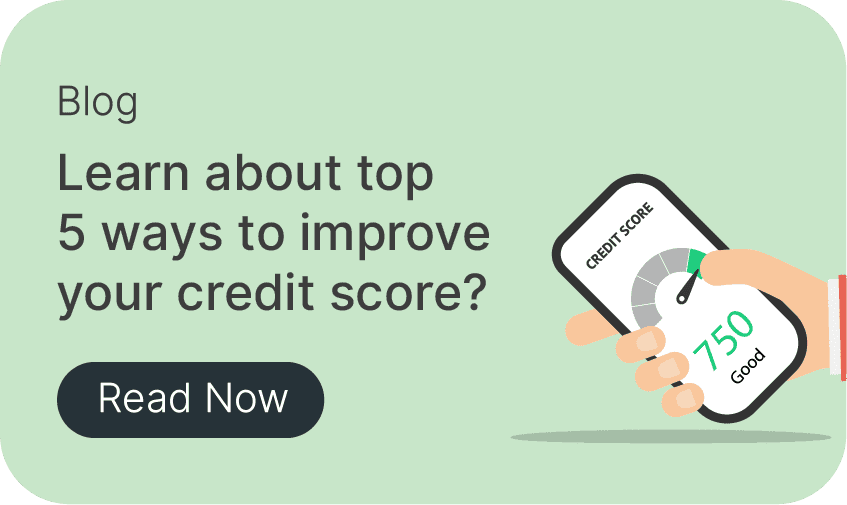 Blog
Learn about top
5 ways to improve
your credit score?
Read Now
CREDIT SCORE
750
Good